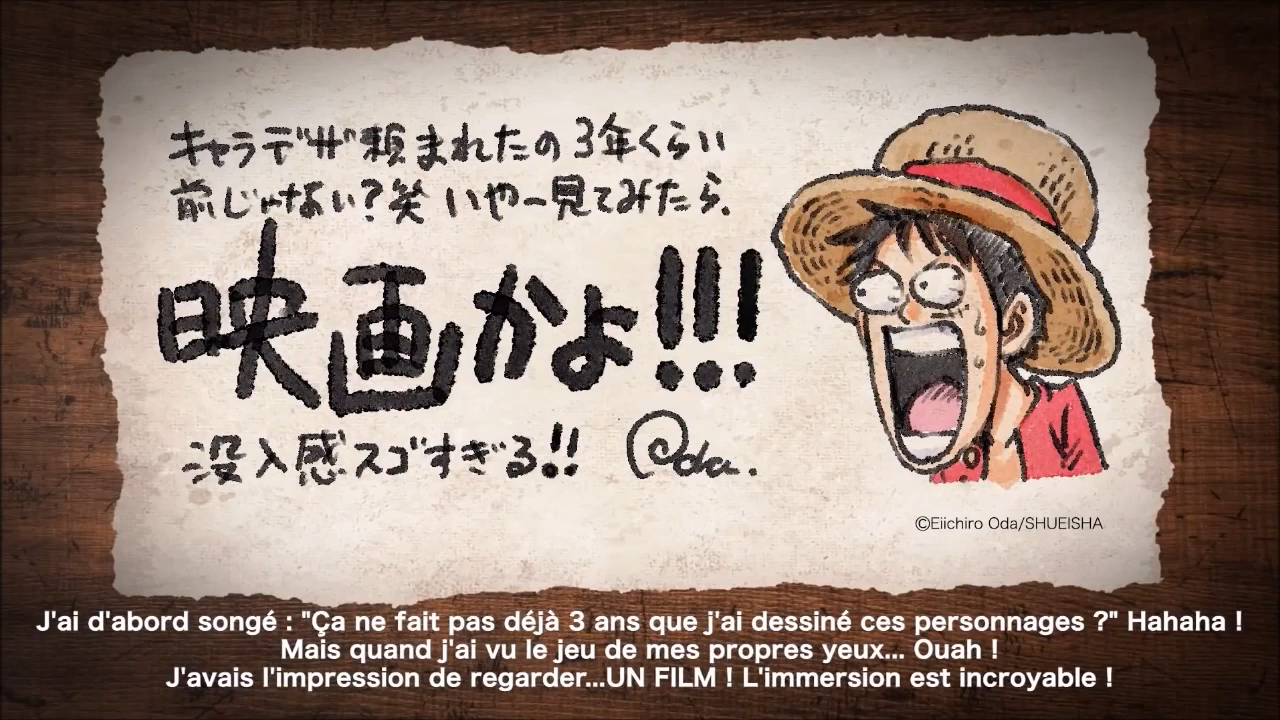 キャラデザ頼まれたの3年くらい
前じゃない?笑 いやー見てみたら、
映画かよ!!!
没入感スゴすぎる!! Oda.
©Eiichiro Oda/SHUEISHA
J'ai d'abord songé : "Ça ne fait pas déjà 3 ans que j'ai dessiné ces personnages ?" Hahaha !
Mais quand j'ai vu le jeu de mes propres yeux... Ouah !
J'avais l'impression de regarder...UN FILM ! L'immersion est incroyable !